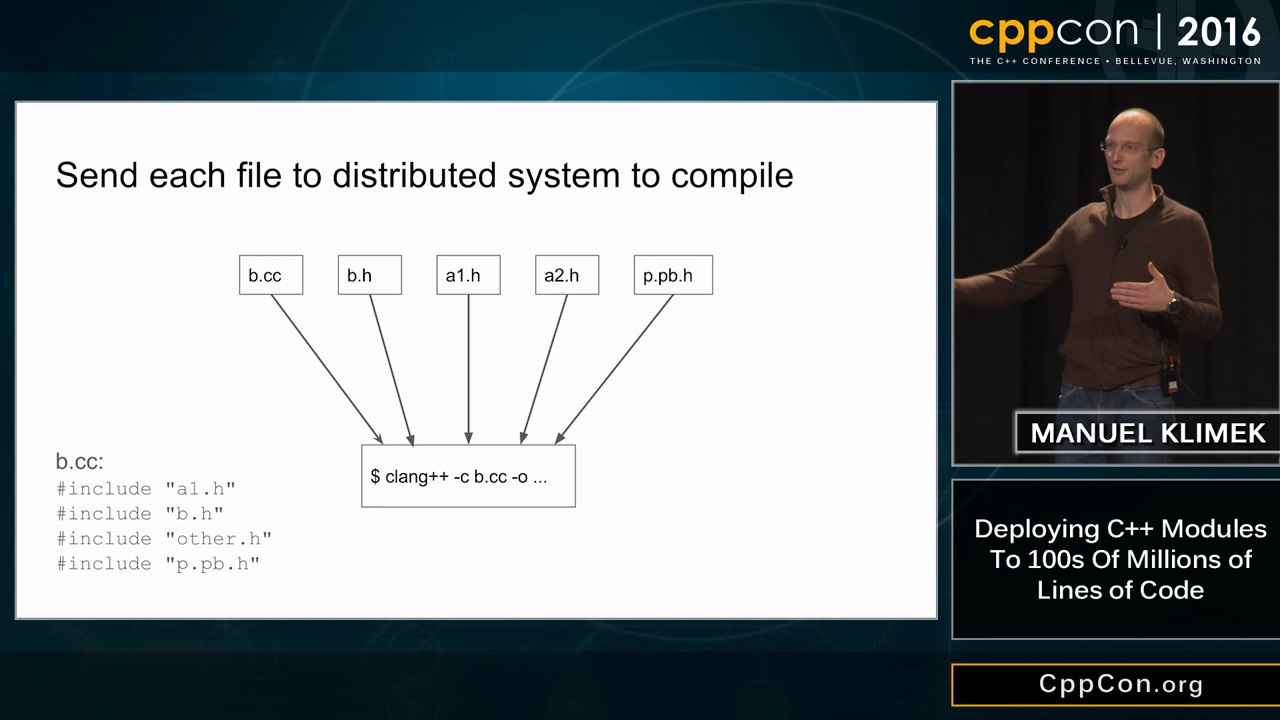 cppcon | 2016
THE C++ CONFERENCE • BELLEVUE, WASHINGTON
Send each file to distributed system to compile
b.cc
b.h
a1.h
a2.h
p.pb.h
$ clang++ -c b.cc -o ...
b.cc:
#include "a1.h"
#include "b.h"
#include "other.h"
#include "p.pb.h"
MANUEL KLIMEK
Deploying C++ Modules
To 100s Of Millions of
Lines of Code
CppCon.org